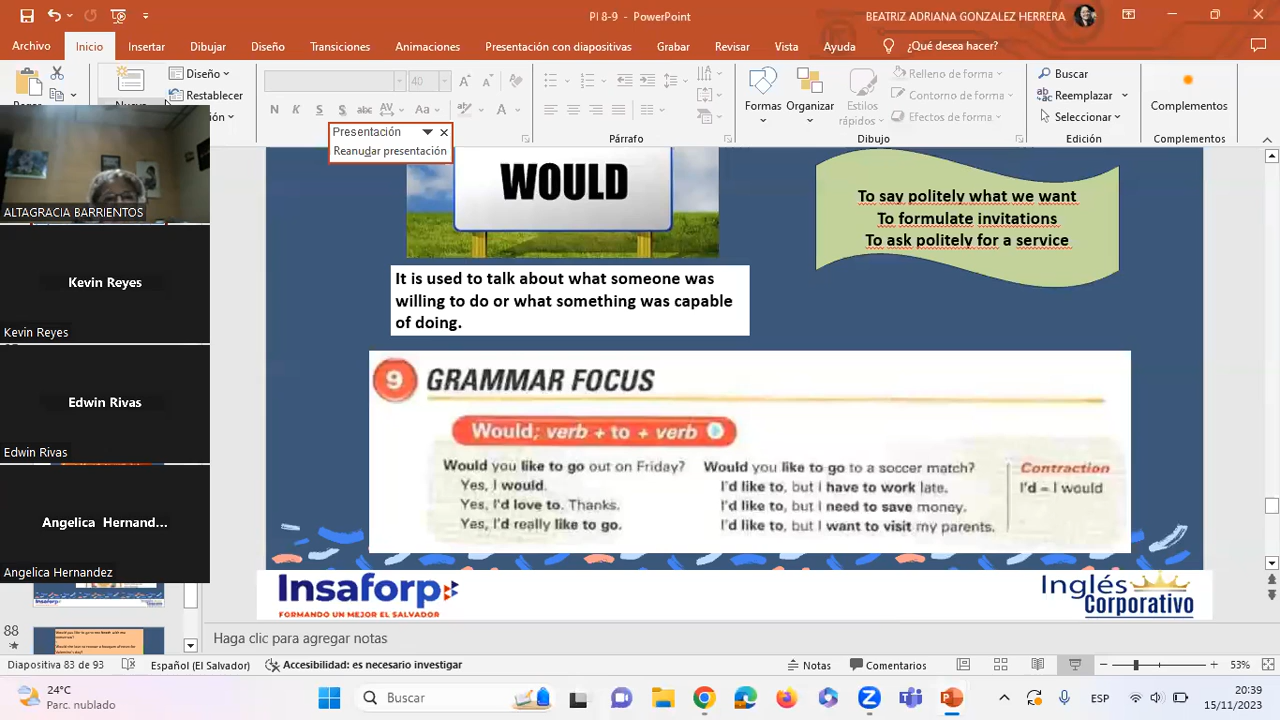 PI 8-9 - PowerPoint
BEATRIZ ADRIANA GONZALEZ HERRERA
Archivo Inicio Insertar Dibujar Diseño Transiciones Animaciones Presentación con diapositivas Grabar Revisar Vista Ayuda ¿Qué desea hacer?
Diseño
Restablecer
40
N K S S abc AV Aa A
Párrafo
Formas
Organizar
Estilos rápidos
Relleno de forma
Contorno de forma
Efectos de forma
Dibujo
Buscar
Reemplazar
Seleccionar
Edición
Complementos
Complementos
Presentación
Reanudar presentación
ALTAGRACIA BARRIENTOS
Kevin Reyes
Kevin Reyes
Edwin Rivas
Edwin Rivas
Angelica Hernand...
Angelica Hernandez
WOULD
To say politely what we want
To formulate invitations
To ask politely for a service
It is used to talk about what someone was
willing to do or what something was capable
of doing.
9 GRAMMAR FOCUS
Would; verb + to + verb
Would you like to go out on Friday?
Yes, I would.
Yes, I'd love to. Thanks.
Yes, I'd really like to go.
Would you like to go to a soccer match?
I'd like to, but I have to work late.
I'd like to, but I need to save money.
I'd like to, but I want to visit my parents.
Contraction
I'd = I would
Insaforp
FORMANDO UN MEJOR EL SALVADOR
Inglés
Corporativo
88
Haga clic para agregar notas
Diapositiva 83 de 93 Español (El Salvador) Accesibilidad: es necesario investigar Notas Comentarios 53%
24°C
Parc. nublado
Buscar
ESP
20:39
15/11/2023